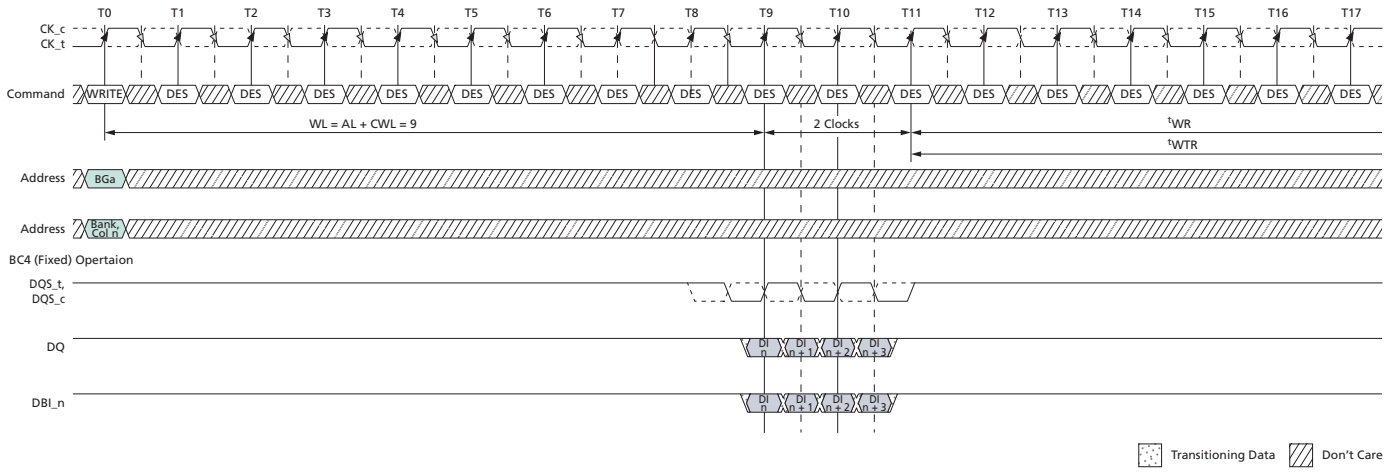 T0 T1 T2 T3 T4 T5 T6 T7 T8 T9 T10 T11 T12 T13 T14 T15 T16 T17
CK_c
CK_t
Command WRITE DES DES DES DES DES DES DES DES DES DES DES DES DES DES DES DES DES
WL = AL + CWL = 9 2 Clocks tWR
tWTR
Address BGa
Address Bank, Col n
BC4 (Fixed) Opertaion
DQS_t,
DQS_c
DQ DI n DI n + 1 DI n + 2 DI n + 3
DBI_n DI n DI n + 1 DI n + 2 DI n + 3
Transitioning Data Don't Care